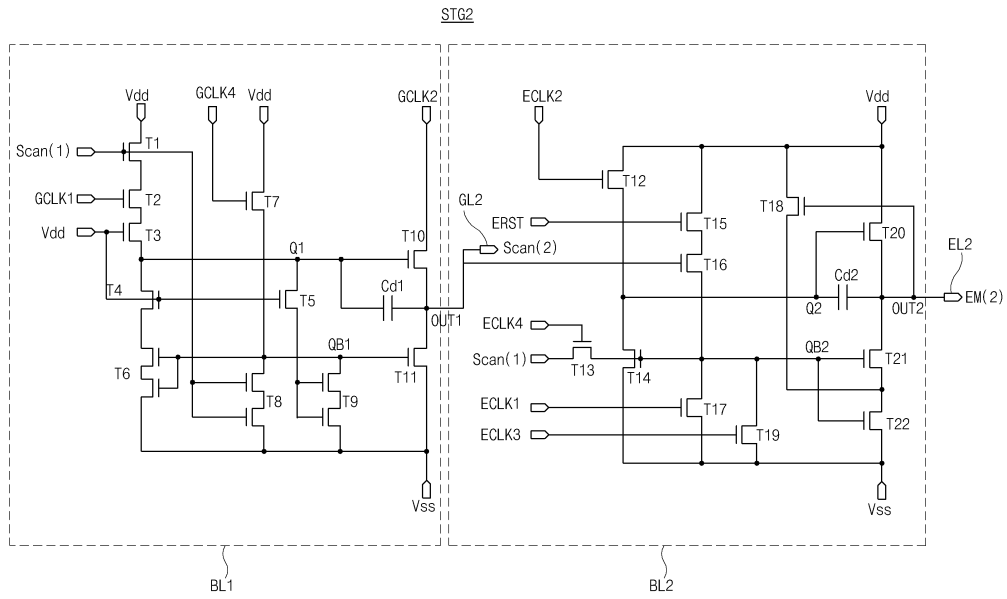 STG2
Vdd
GCLK4
Vdd
GCLK2
ECLK2
Vdd
Scan(1)
T1
GCLK1
T2
T7
T12
T18
Vdd
T3
GL2
ERST
T15
T20
Q1
T10
Scan(2)
EL2
T16
Cd2
T4
T5
Cd1
Q2
OUT2
EM(2)
OUT1
ECLK4
QB1
QB2
Scan(1)
T6
T11
T13
T14
T21
T8
T9
ECLK1
T17
T22
ECLK3
T19
Vss
Vss
BL1
BL2